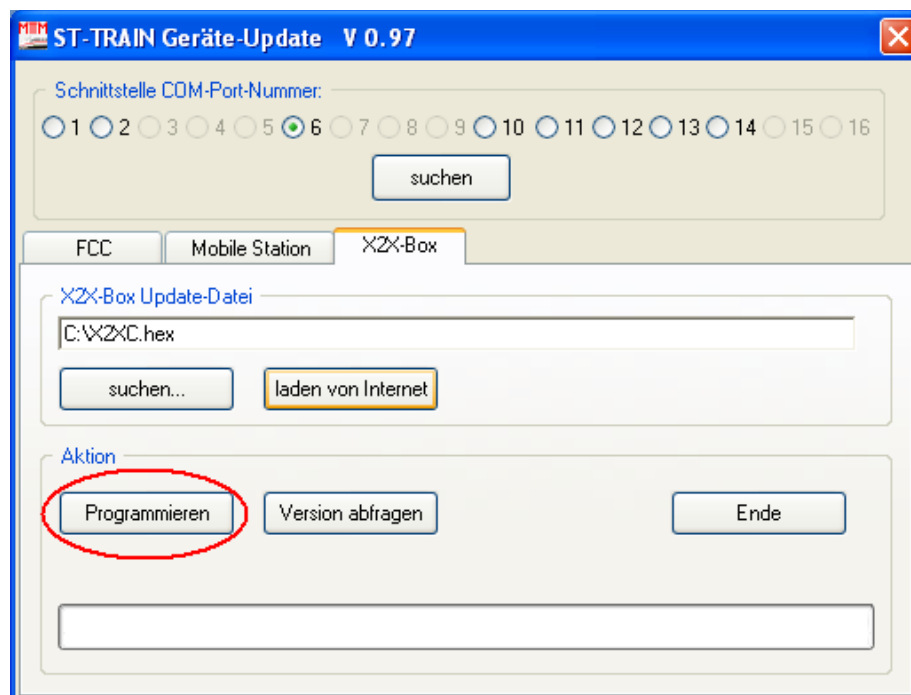 ST-TRAIN Geräte-Update V 0.97
Schnittstelle COM-Port-Nummer:
1 2 3 4 5 6 7 8 9 10 11 12 13 14 15 16
suchen
FCC Mobile Station X2X-Box
X2X-Box Update-Datei
C:\X2XC.hex
suchen... laden von Internet
Aktion
Programmieren Version abfragen Ende